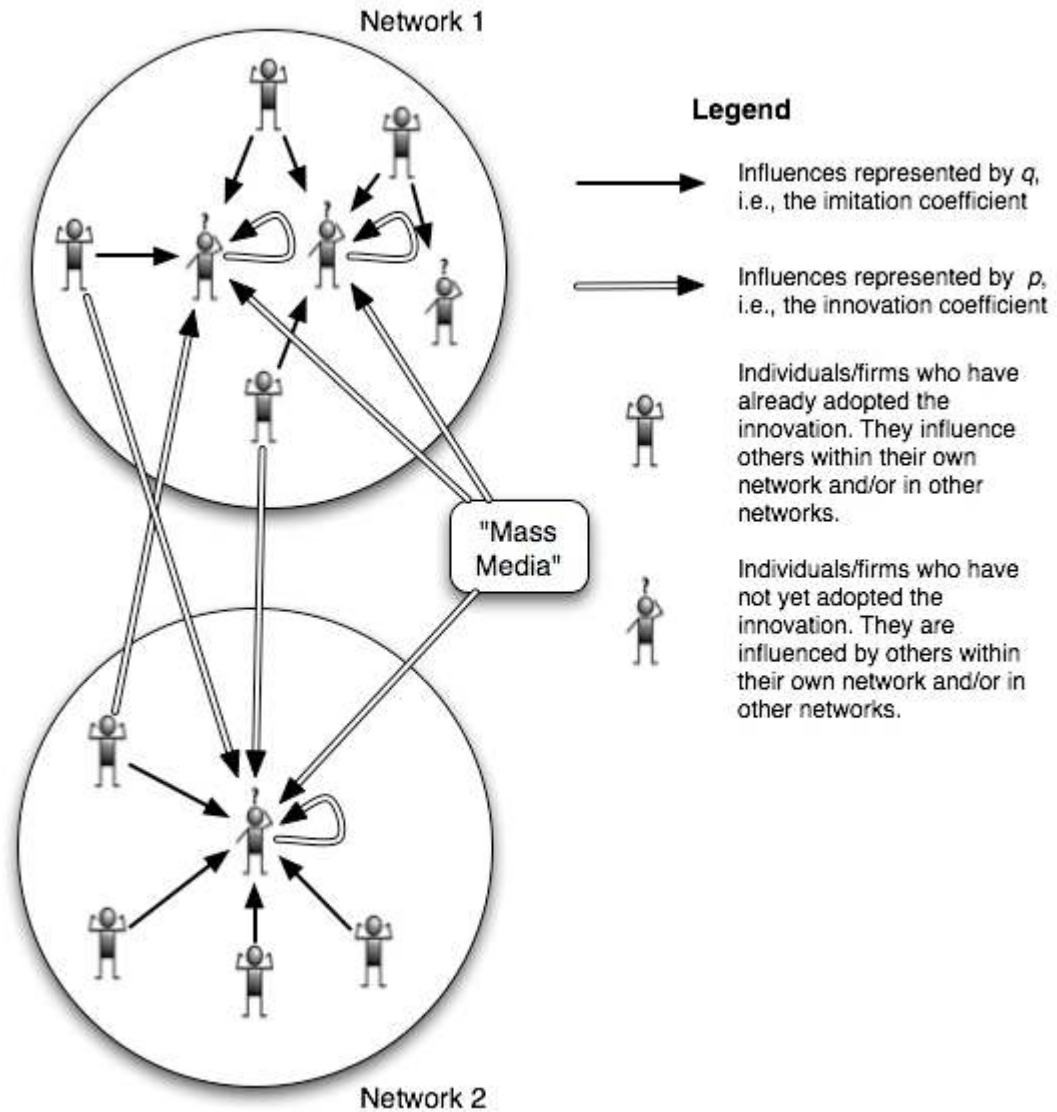 Network 1
?
?
?
Legend
Influences represented by q,
i.e., the imitation coefficient
Influences represented by p,
i.e., the innovation coefficient
Individuals/firms who have
already adopted the
innovation. They influence
others within their own
network and/or in other
networks.
"Mass
Media"
?
Individuals/firms who have
not yet adopted the
innovation. They are
influenced by others within
their own network and/or in
other networks.
?
Network 2